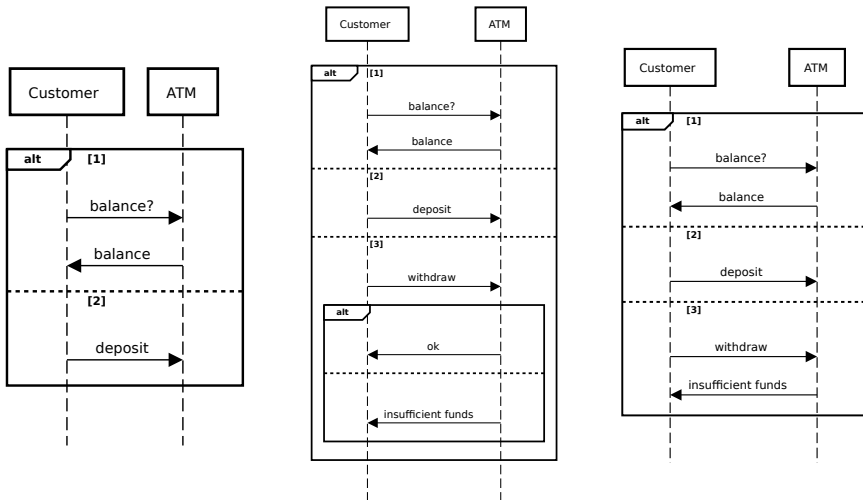 Customer ATM
alt [1]
balance?
balance
[2]
deposit
Customer ATM
alt [1]
balance?
balance
[2]
deposit
[3]
withdraw
alt
ok
insufficient funds
Customer ATM
alt [1]
balance?
balance
[2]
deposit
[3]
withdraw
insufficient funds